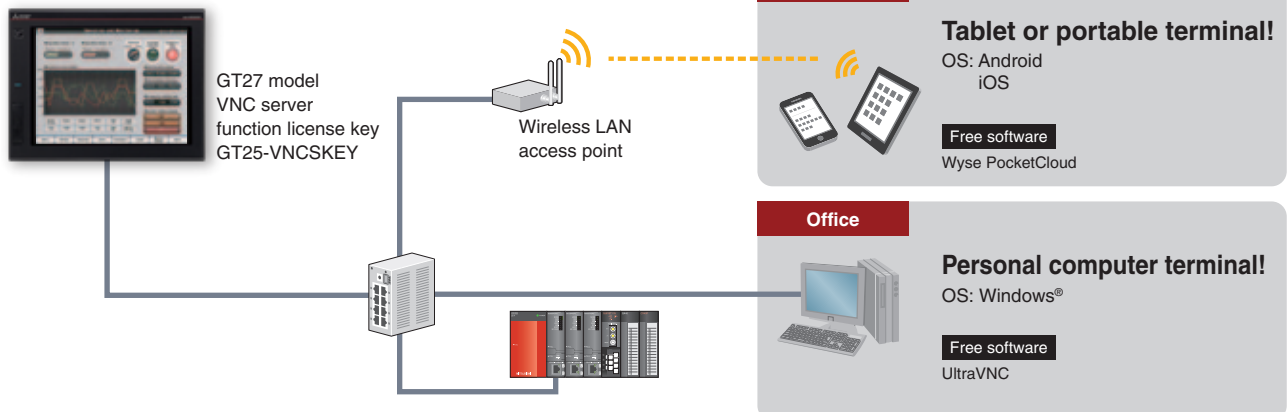 GT27 model
VNC server
function license key
GT25-VNCSKEY
Wireless LAN
access point
Tablet or portable terminal!
OS: Android
iOS
Free software
Wyse PocketCloud
Office
Personal computer terminal!
OS: Windows®
Free software
UltraVNC